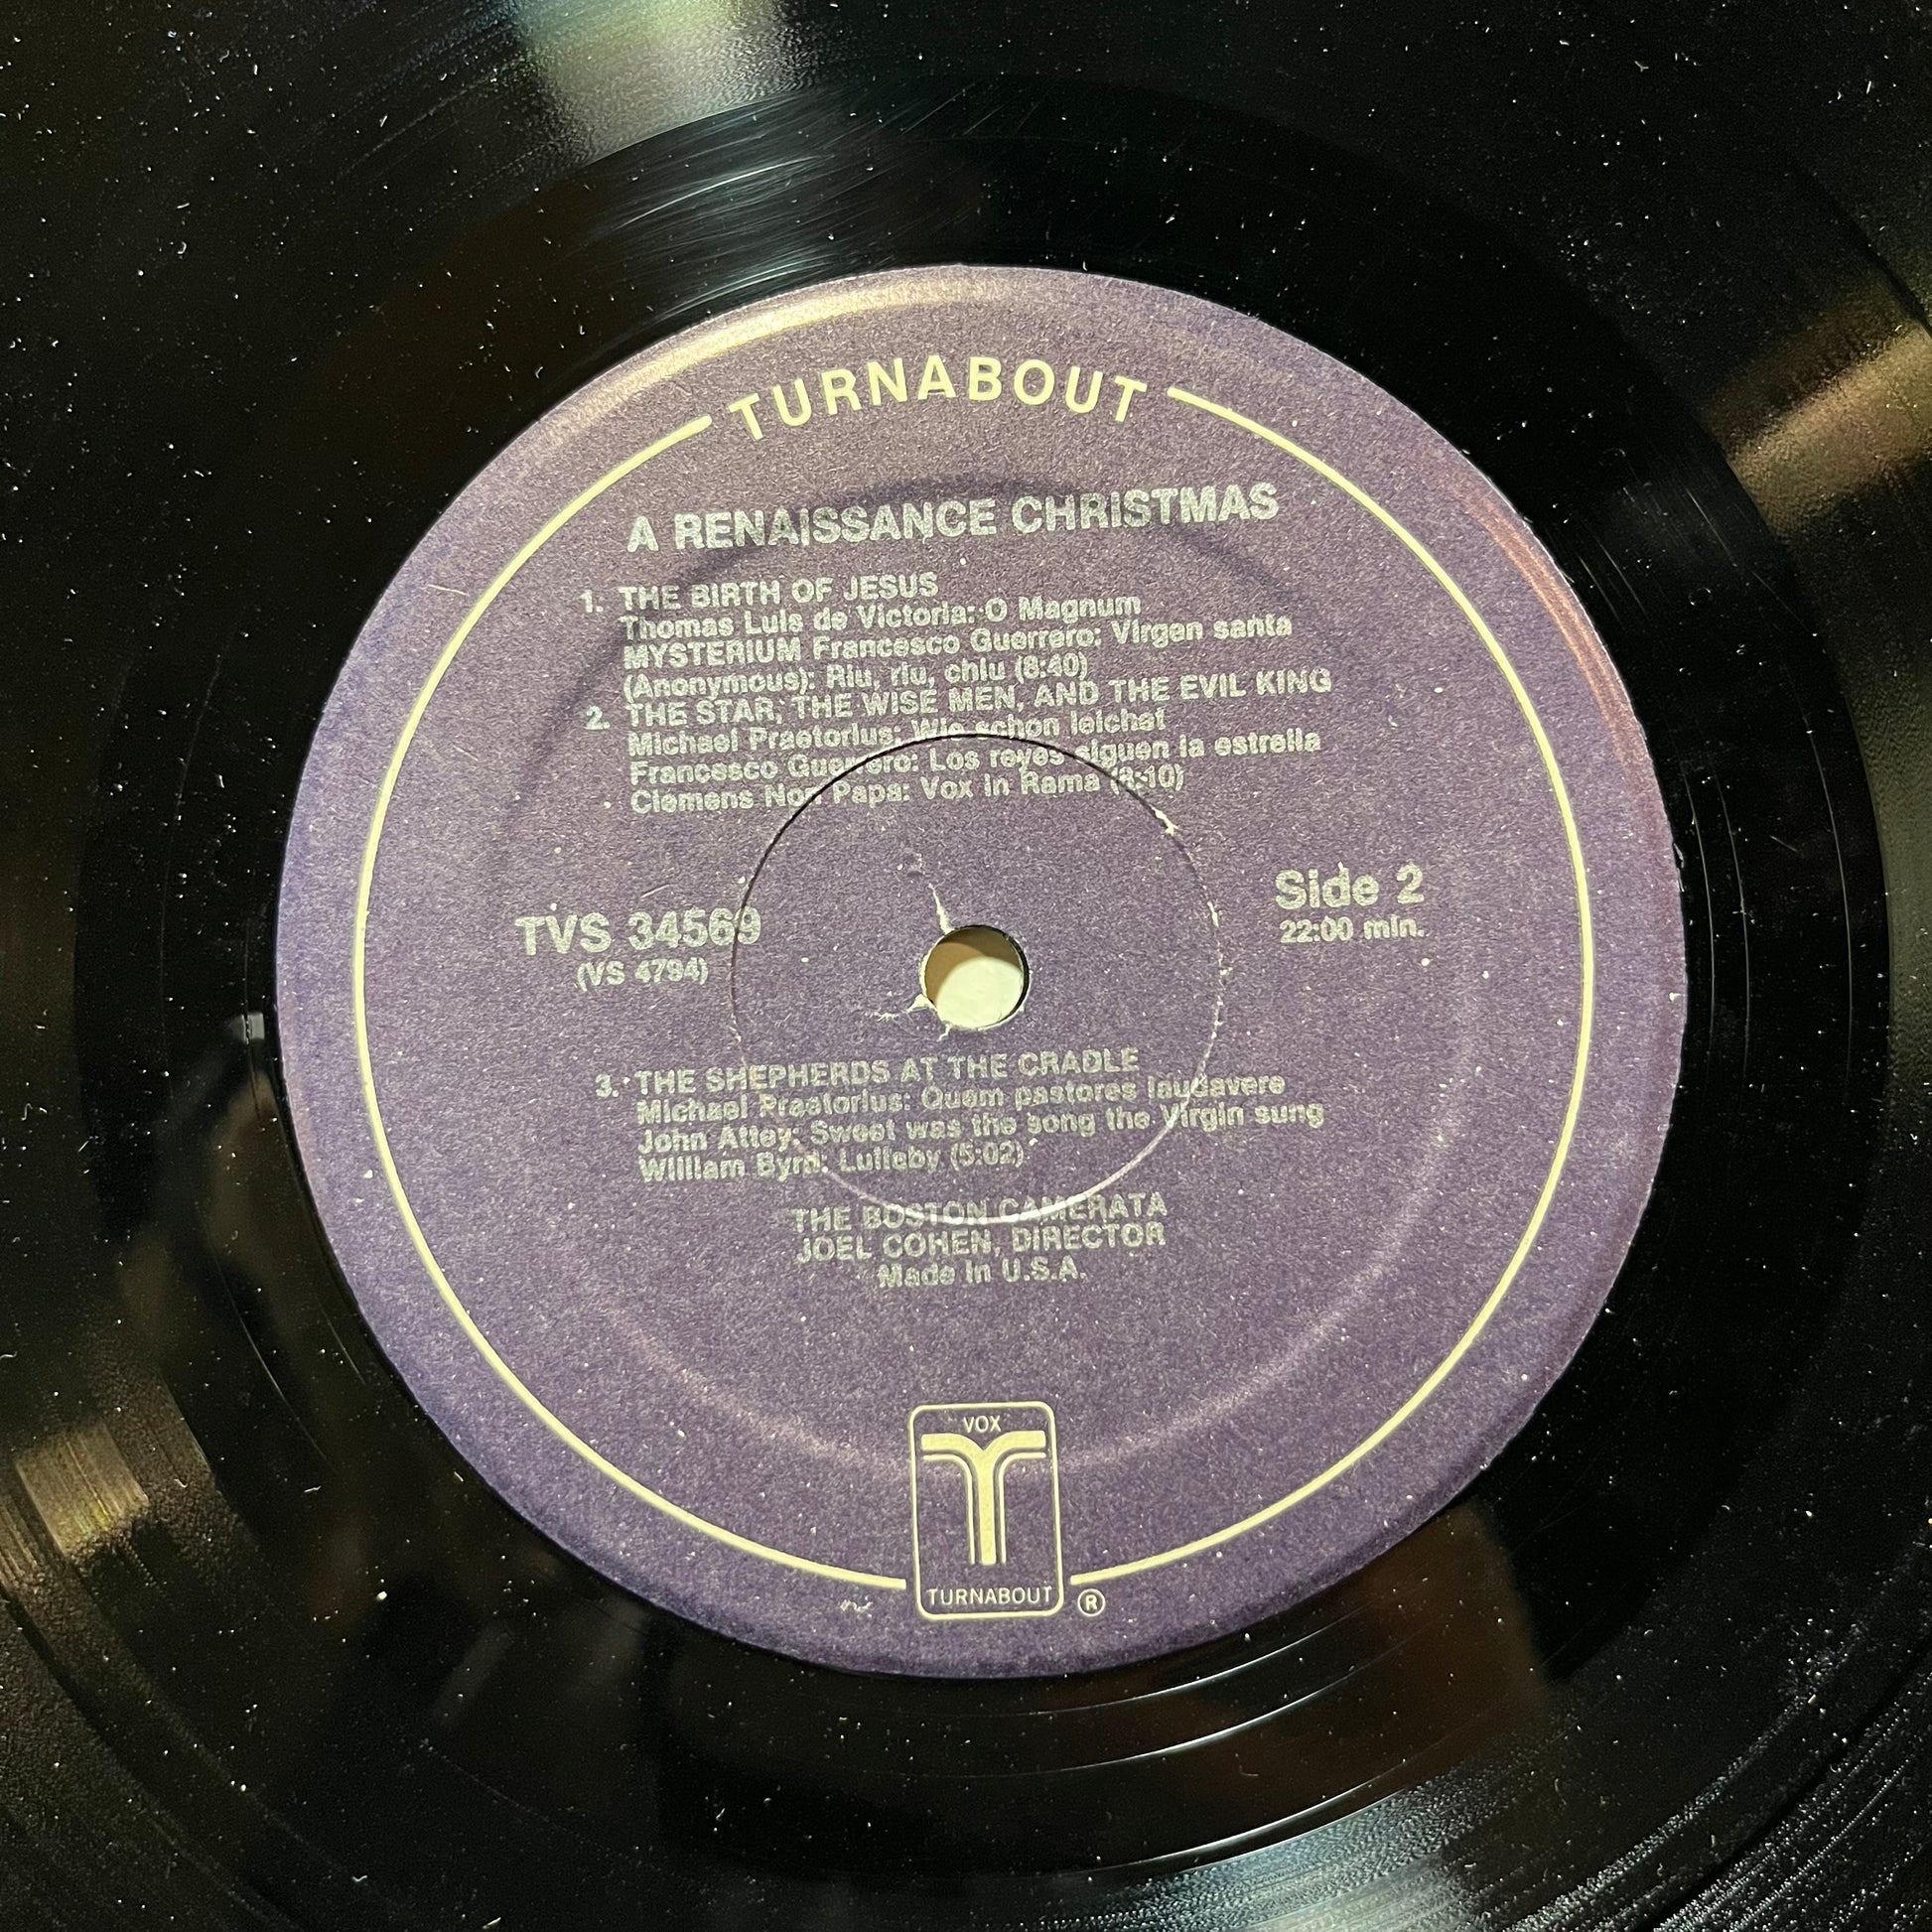 TURNABOUT
A RENAISSANCE CHRISTMAS
1. THE BIRTH OF JESUS
Thomas Luis de Victoria: O Magnum
MYSTERIUM Francesco Guerrero: Virgen santa
(Anonymous): Riu, riu, chiu (8:40)
2. THE STAR, THE WISE MEN, AND THE EVIL KING
Michael Praetorius: Wie schon leichet
Francesco Guerrero: Los reyes siguen la estrella
Clemens Non Papa: Vox in Rama (8:10)
TVS 34569
(VS 4794)
Side 2
22:00 min.
3. THE SHEPHERDS AT THE CRADLE
Michael Praetorius: Quem pastores laudavere
John Attey: Sweet was the song the Virgin sung
William Byrd: Lullaby (5:02)
THE BOSTON CAMERATA
JOEL COHEN, DIRECTOR
Made in U.S.A.
VOX
TURNABOUT ®